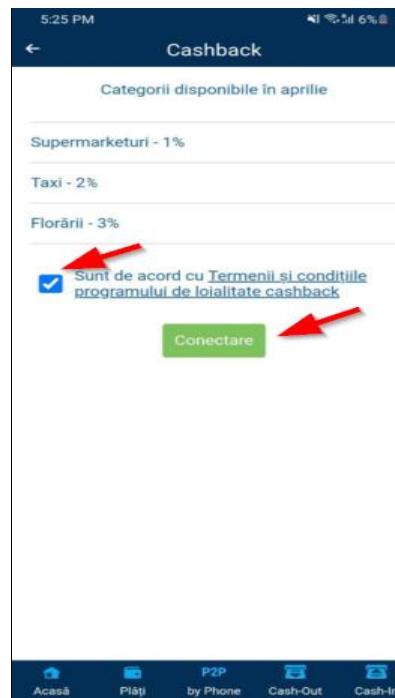 5:25 PM 6%
Cashback
Categorii disponibile în aprilie
Supermarketuri - 1%
Taxi - 2%
Florării - 3%
Sunt de acord cu Termenii și condițiile
programului de loialitate cashback
Conectare
P2P
Acasă Plăți by Phone Cash-Out Cash-In